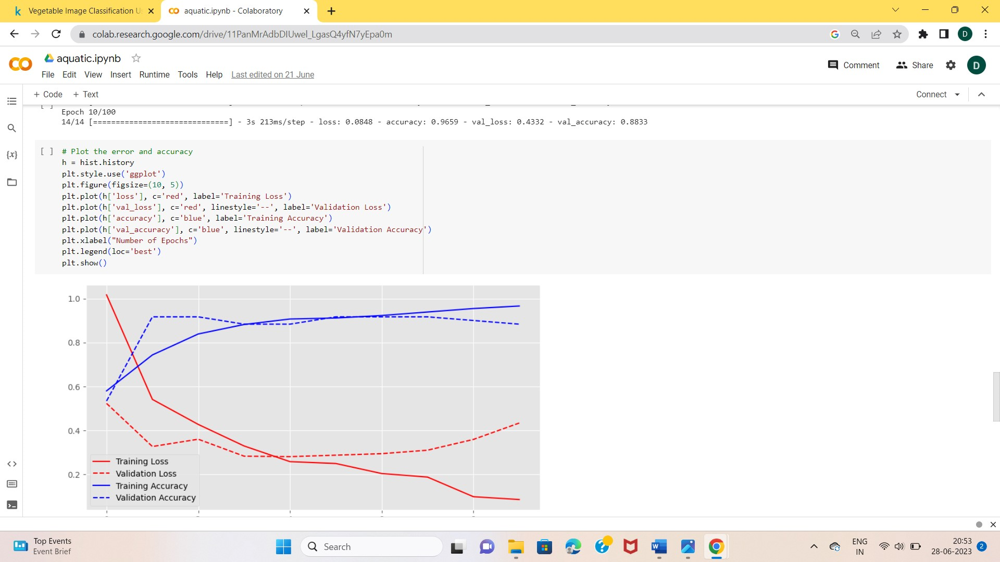 Vegetable Image Classification U
aquatic.ipynb - Colaboratory
colab.research.google.com/drive/11PanMrAdbDIUwel_LgasQ4yfN7yEpa0m
D
CO
aquatic.ipynb
File Edit View Insert Runtime Tools Help Last edited on 21 June
Comment
Share
D
+ Code + Text
Connect
Epoch 10/100
14/14 [==============================] - 3s 213ms/step - loss: 0.0848 - accuracy: 0.9659 - val_loss: 0.4332 - val_accuracy: 0.8833
[ ] # Plot the error and accuracy
h = hist.history
plt.style.use('ggplot')
plt.figure(figsize=(10, 5))
plt.plot(h['loss'], c='red', label='Training Loss')
plt.plot(h['val_loss'], c='red', linestyle='--', label='Validation Loss')
plt.plot(h['accuracy'], c='blue', label='Training Accuracy')
plt.plot(h['val_accuracy'], c='blue', linestyle='--', label='Validation Accuracy')
plt.xlabel("Number of Epochs")
plt.legend(loc='best')
plt.show()
1.0
0.8
0.6
0.4
0.2
Training Loss
Validation Loss
Training Accuracy
Validation Accuracy
Top Events
Event Brief
Search
ENG
IN
20:53
28-06-2023
2